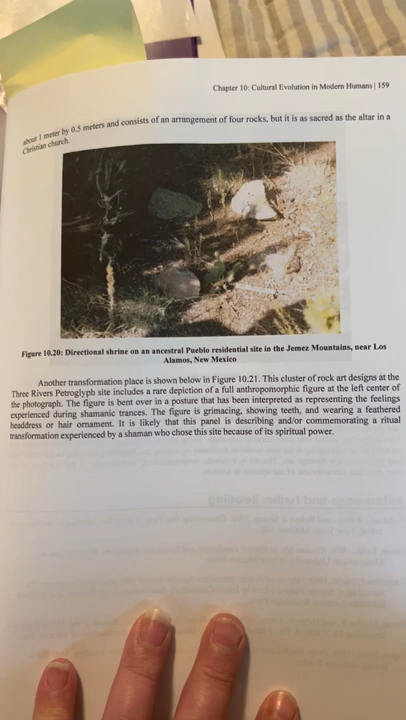 Chapter 10: Cultural Evolution in Modern Humans | 159
about 1 meter by 0.5 meters and consists of an arrangement of four rocks, but it is as sacred as the altar in a
Christian church.
Figure 10.20: Directional shrine on an ancestral Pueblo residential site in the Jemez Mountains, near Los
Alamos, New Mexico
Another transformation place is shown below in Figure 10.21. This cluster of rock art designs at the
Three Rivers Petroglyph site includes a rare depiction of a full anthropomorphic figure at the left center of
the photograph. The figure is bent over in a posture that has been interpreted as representing the feelings
experienced during shamanic trances. The figure is grimacing, showing teeth, and wearing a feathered
headdress or hair ornament. It is likely that this panel is describing and/or commemorating a ritual
transformation experienced by a shaman who chose this site because of its spiritual power.